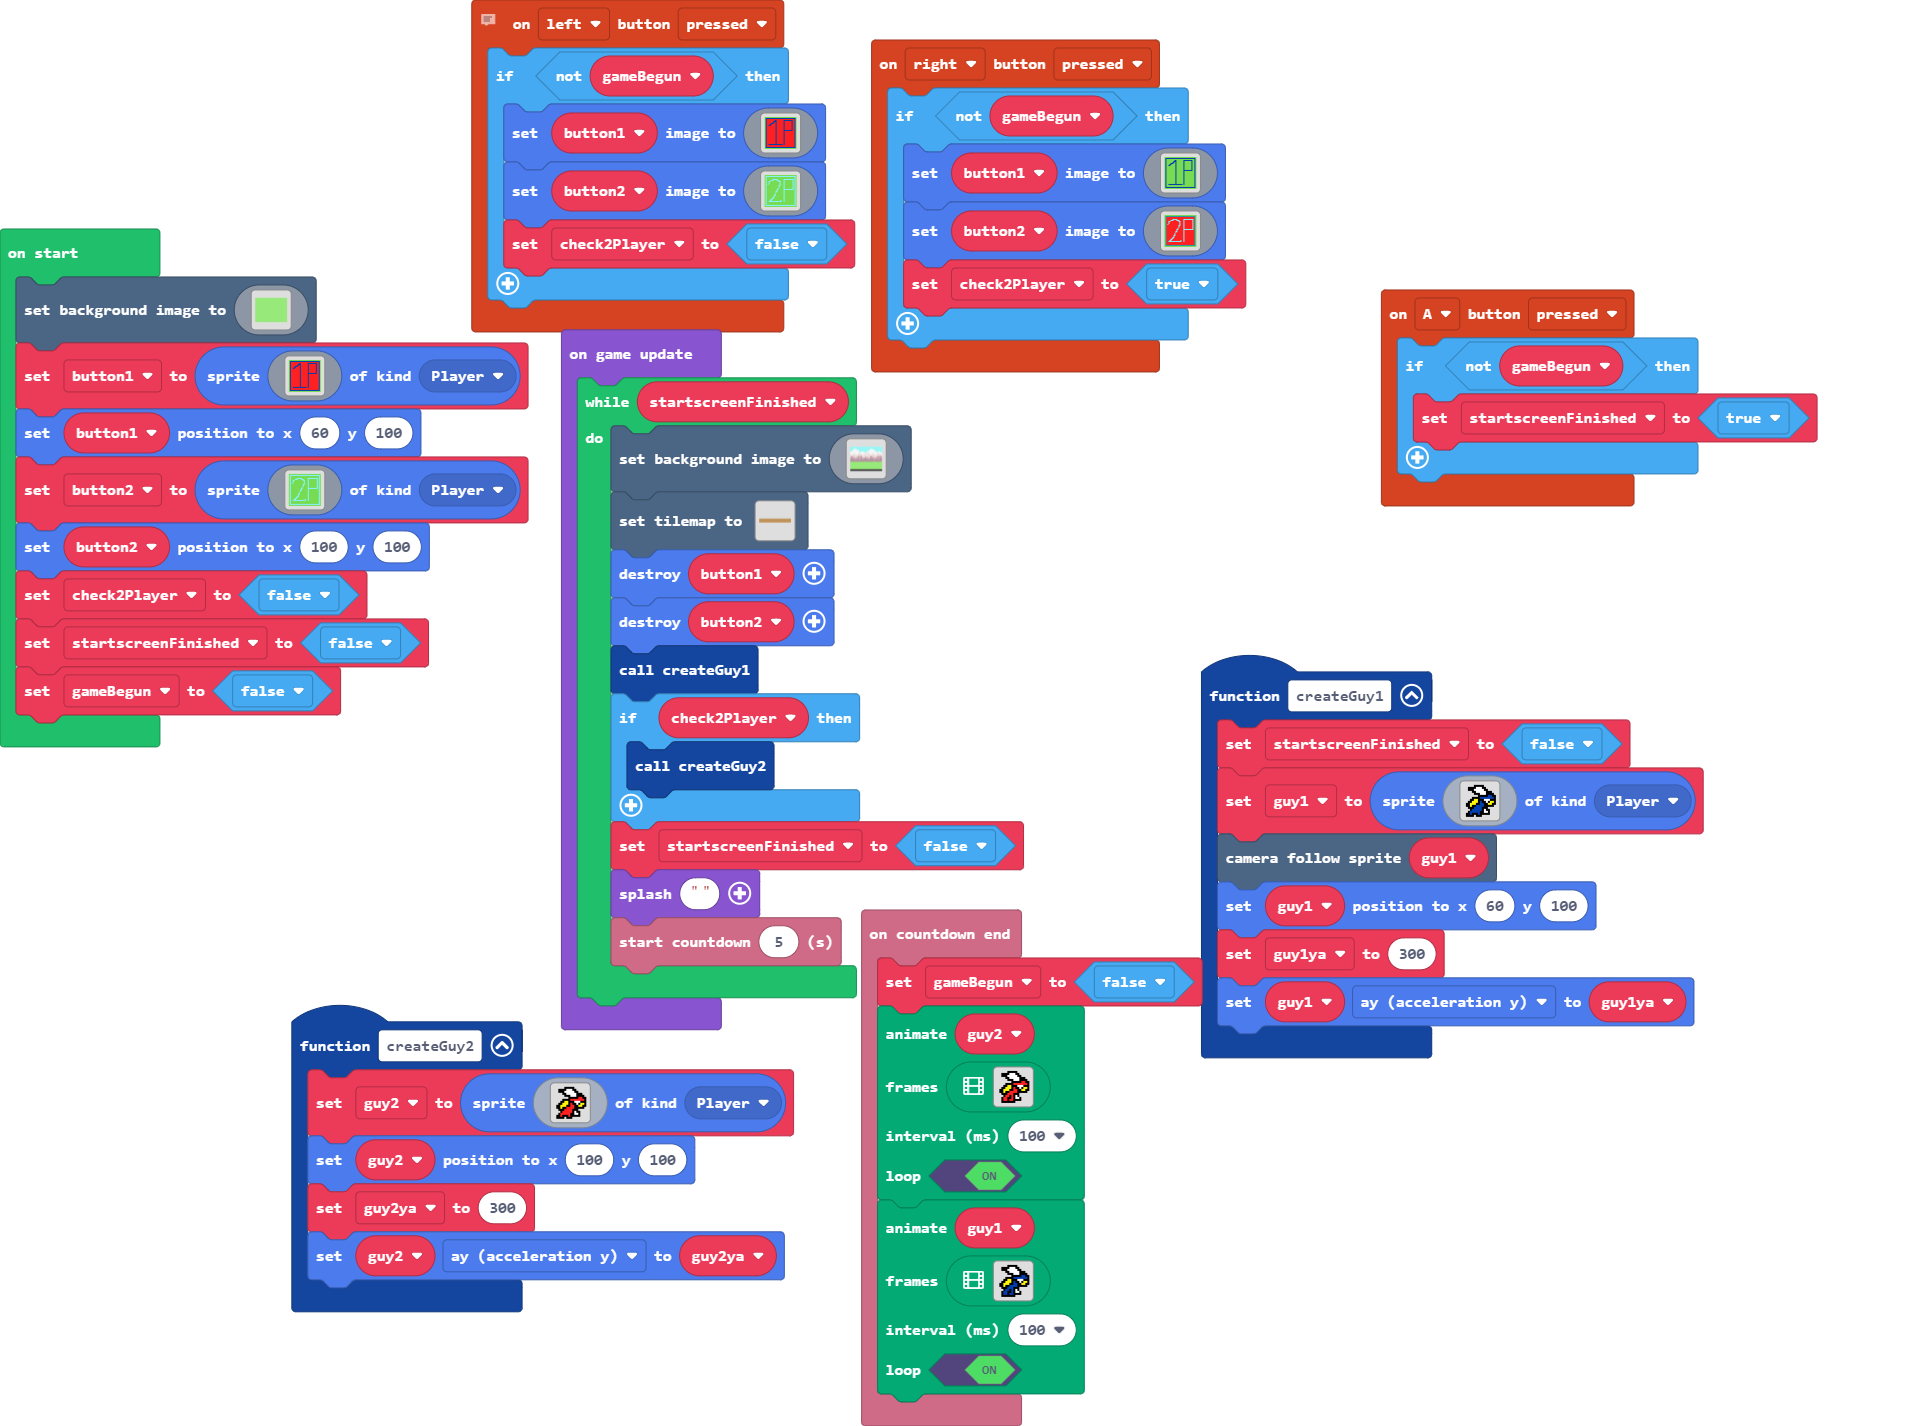 on start
set background image to
set button1 to sprite 1P of kind Player
set button1 position to x 60 y 100
set button2 to sprite 2P of kind Player
set button2 position to x 100 y 100
set check2Player to false
set startscreenFinished to false
set gameBegun to false
on left button pressed
if not gameBegun then
set button1 image to 1P
set button2 image to 2P
set check2Player to false
on right button pressed
if not gameBegun then
set button1 image to 1P
set button2 image to 2P
set check2Player to true
on A button pressed
if not gameBegun then
set startscreenFinished to true
on game update
while startscreenFinished
do
set background image to
set tilemap to
destroy button1
destroy button2
call createGuy1
if check2Player then
call createGuy2
set startscreenFinished to false
splash " "
start countdown 5 (s)
function createGuy1
set startscreenFinished to false
set guy1 to sprite of kind Player
camera follow sprite guy1
set guy1 position to x 60 y 100
set guy1ya to 300
set guy1 ay (acceleration y) to guy1ya
function createGuy2
set guy2 to sprite of kind Player
set guy2 position to x 100 y 100
set guy2ya to 300
set guy2 ay (acceleration y) to guy2ya
on countdown end
set gameBegun to false
animate guy2
frames
interval (ms) 100
loop ON
animate guy1
frames
interval (ms) 100
loop ON